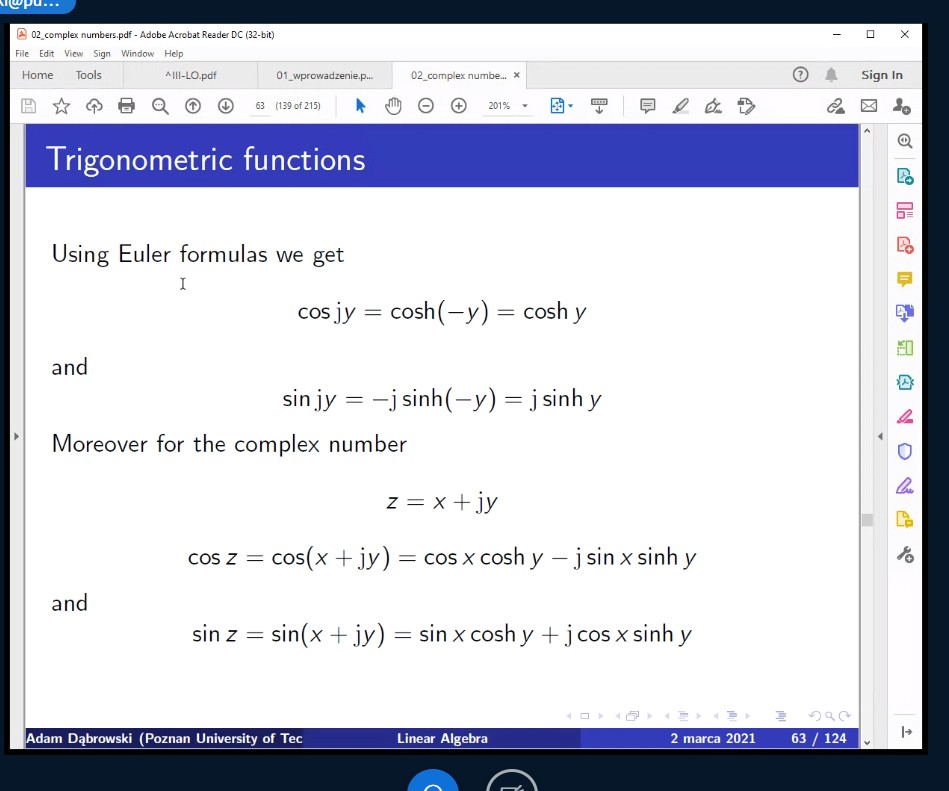 02_complex numbers.pdf - Adobe Acrobat Reader DC (32-bit)
File Edit View Sign Window Help
Home Tools ^III-LO.pdf 01_wprowadzenie.p... 02_complex numbe... × Sign In
63 (139 of 215) 201%
Trigonometric functions
Using Euler formulas we get
cos jy = cosh(−y) = cosh y
and
sin jy = −j sinh(−y) = j sinh y
Moreover for the complex number
z = x + jy
cos z = cos(x + jy) = cos x cosh y − j sin x sinh y
and
sin z = sin(x + jy) = sin x cosh y + j cos x sinh y
Adam Dąbrowski (Poznan University of Tec Linear Algebra 2 marca 2021 63 / 124